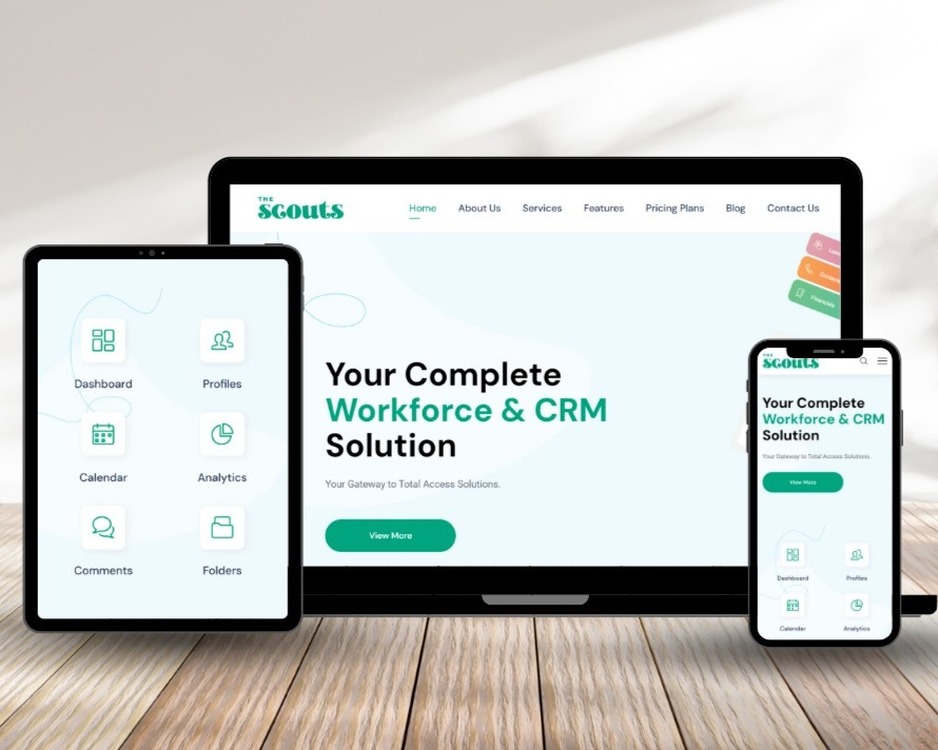 THE
scouts
Home About Us Services Features Pricing Plans Blog Contact Us
Financials
Your Complete
Workforce & CRM
Solution
Your Gateway to Total Access Solutions.
View More
Dashboard Profiles
Calendar Analytics
Comments Folders
THE
scouts
Your Complete
Workforce & CRM
Solution
Your Gateway to Total Access Solutions.
View More
Dashboard Profiles
Calendar Analytics